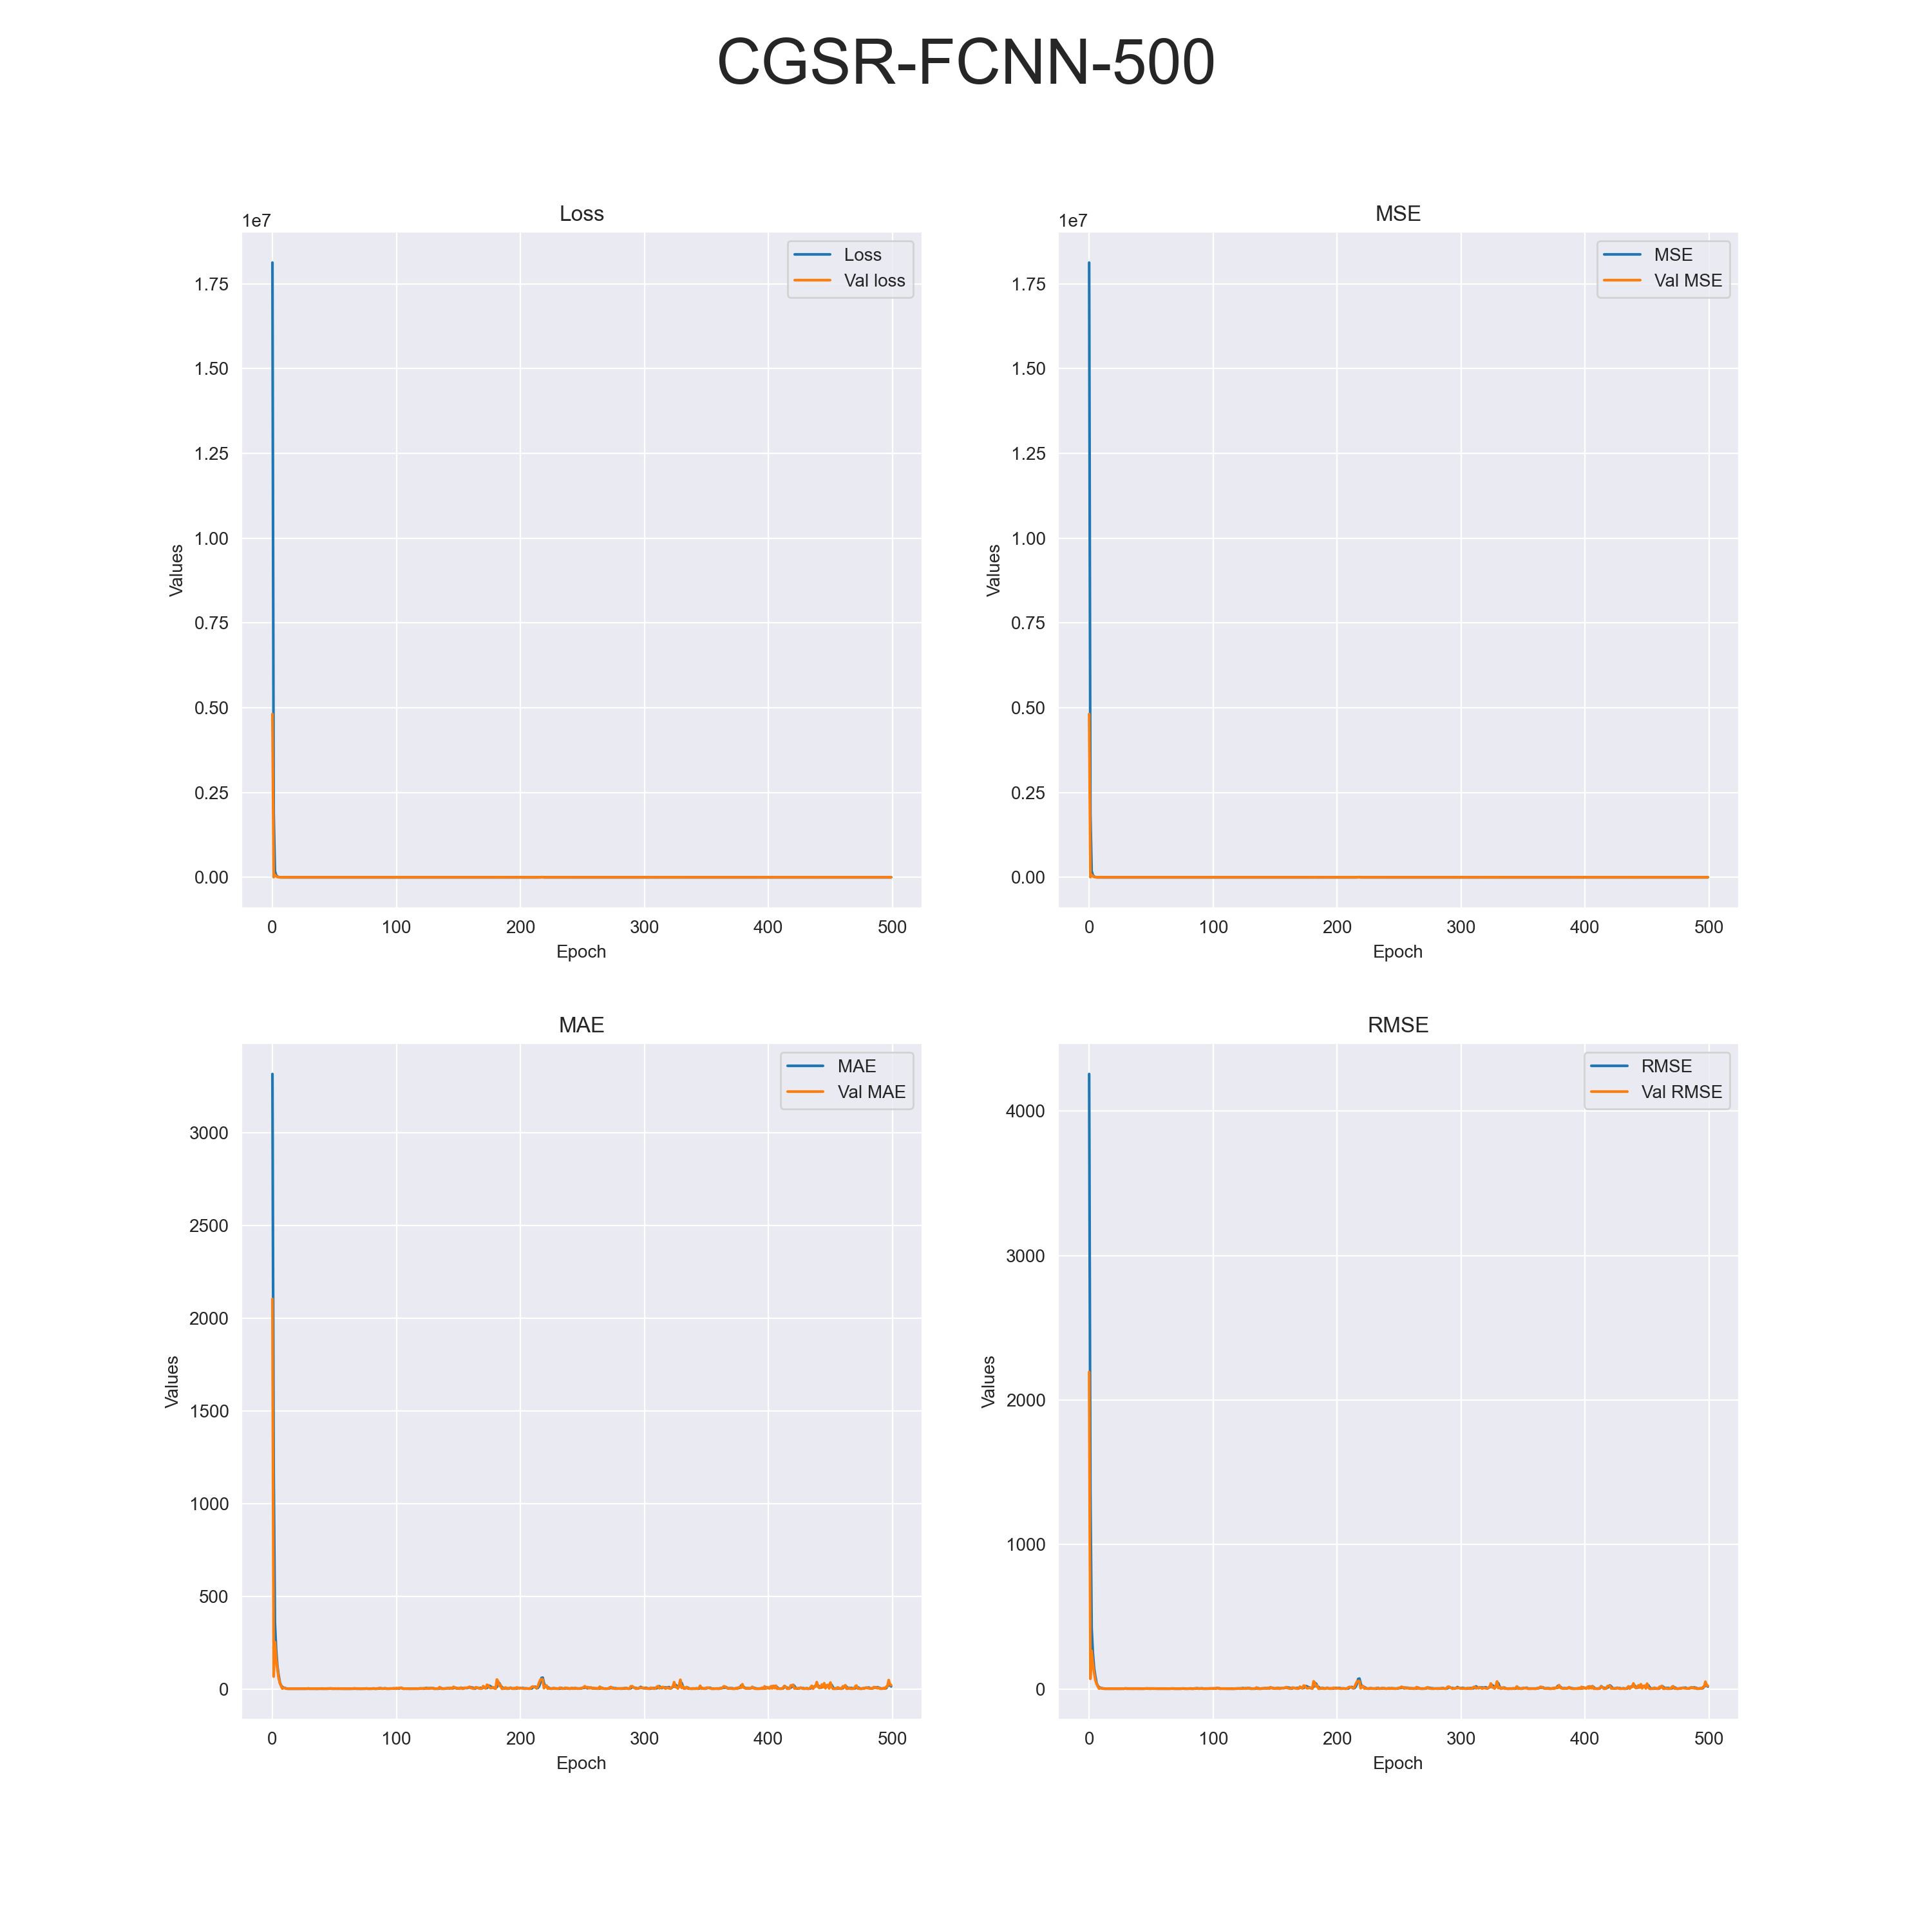 CGSR-FCNN-500
Loss
1e7
Loss
Val loss
1.75
1.50
1.25
1.00
0.75
0.50
0.25
0.00
Values
0 100 200 300 400 500
Epoch
MSE
1e7
MSE
Val MSE
1.75
1.50
1.25
1.00
0.75
0.50
0.25
0.00
Values
0 100 200 300 400 500
Epoch
MAE
MAE
Val MAE
3000
2500
2000
1500
1000
500
0
Values
0 100 200 300 400 500
Epoch
RMSE
RMSE
Val RMSE
4000
3000
2000
1000
0
Values
0 100 200 300 400 500
Epoch